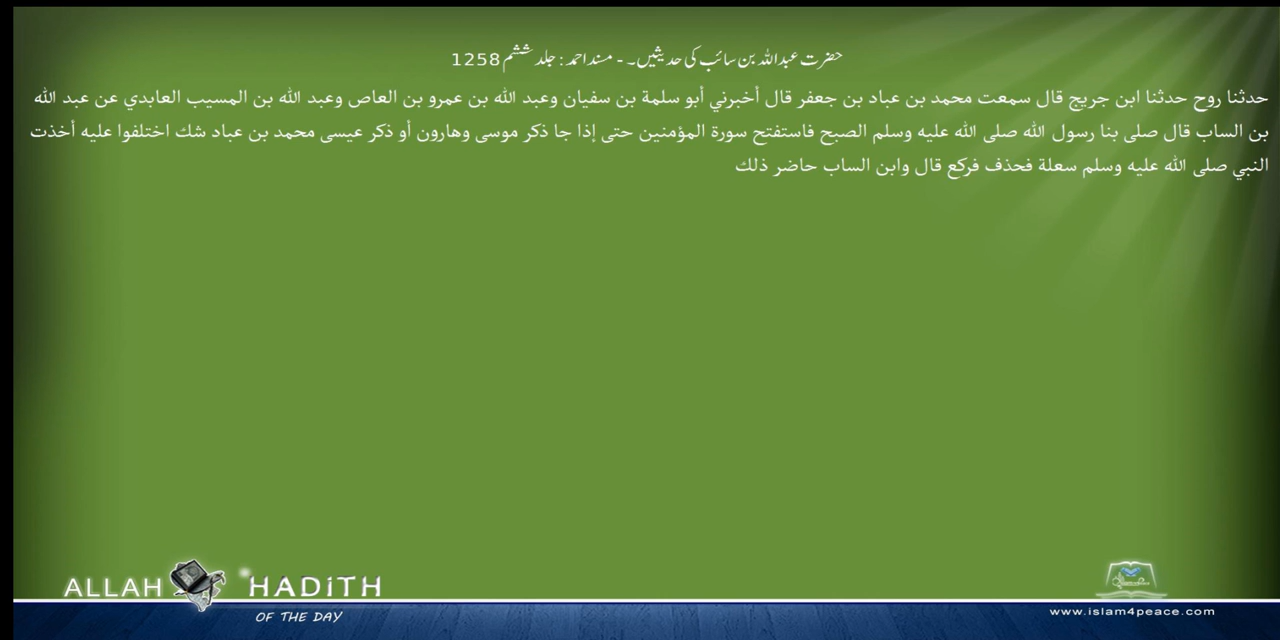 حضرت عبداللہ بن سائب کی حدیثیں۔ - مسند احمد : جلد ششم 1258
حدثنا روح حدثنا ابن جريج قال سمعت محمد بن عباد بن جعفر قال أخبرني أبو سلمة بن سفيان وعبد الله بن عمرو بن العاص وعبد الله بن المسيب العابدي عن عبد الله
بن الساب قال صلى بنا رسول الله صلى الله عليه وسلم الصبح فاستفتح سورة المؤمنين حتى إذا جا ذكر موسى وهارون أو ذكر عيسى محمد بن عباد شك اختلفوا عليه أخذت
النبي صلى الله عليه وسلم سعلة فحذف فركع قال وابن الساب حاضر ذلك
ALLAH HADITH
OF THE DAY
www.islam4peace.com